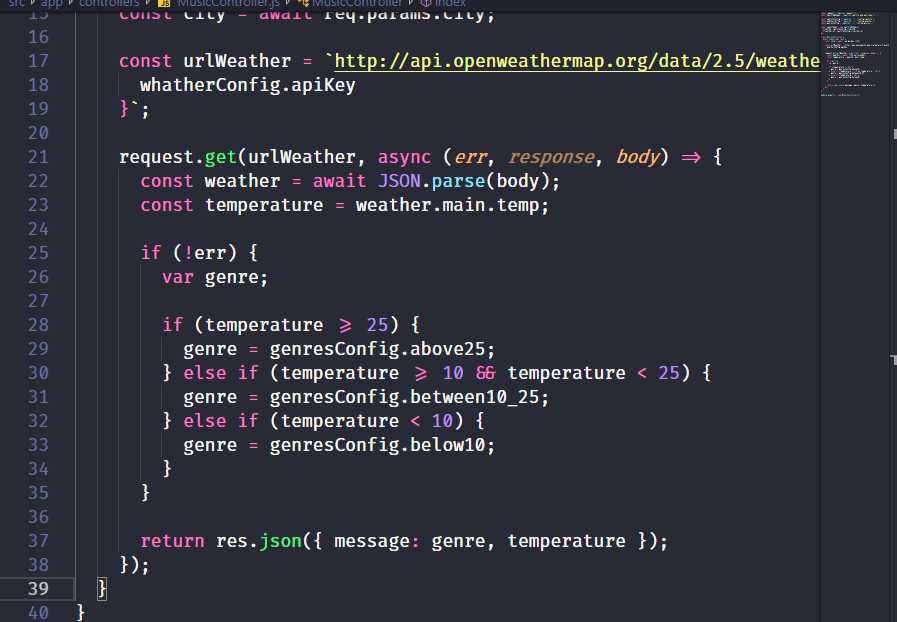 src > app > controllers > JS MusicController.js > MusicController > index
15 const city = await req.params.city;
16
17 const urlWeather = `http://api.openweathermap.org/data/2.5/weathe
18 whatherConfig.apiKey
19 }`;
20
21 request.get(urlWeather, async (err, response, body) => {
22 const weather = await JSON.parse(body);
23 const temperature = weather.main.temp;
24
25 if (!err) {
26 var genre;
27
28 if (temperature >= 25) {
29 genre = genresConfig.above25;
30 } else if (temperature >= 10 && temperature < 25) {
31 genre = genresConfig.between10_25;
32 } else if (temperature < 10) {
33 genre = genresConfig.below10;
34 }
35 }
36
37 return res.json({ message: genre, temperature });
38 });
39 }
40 }